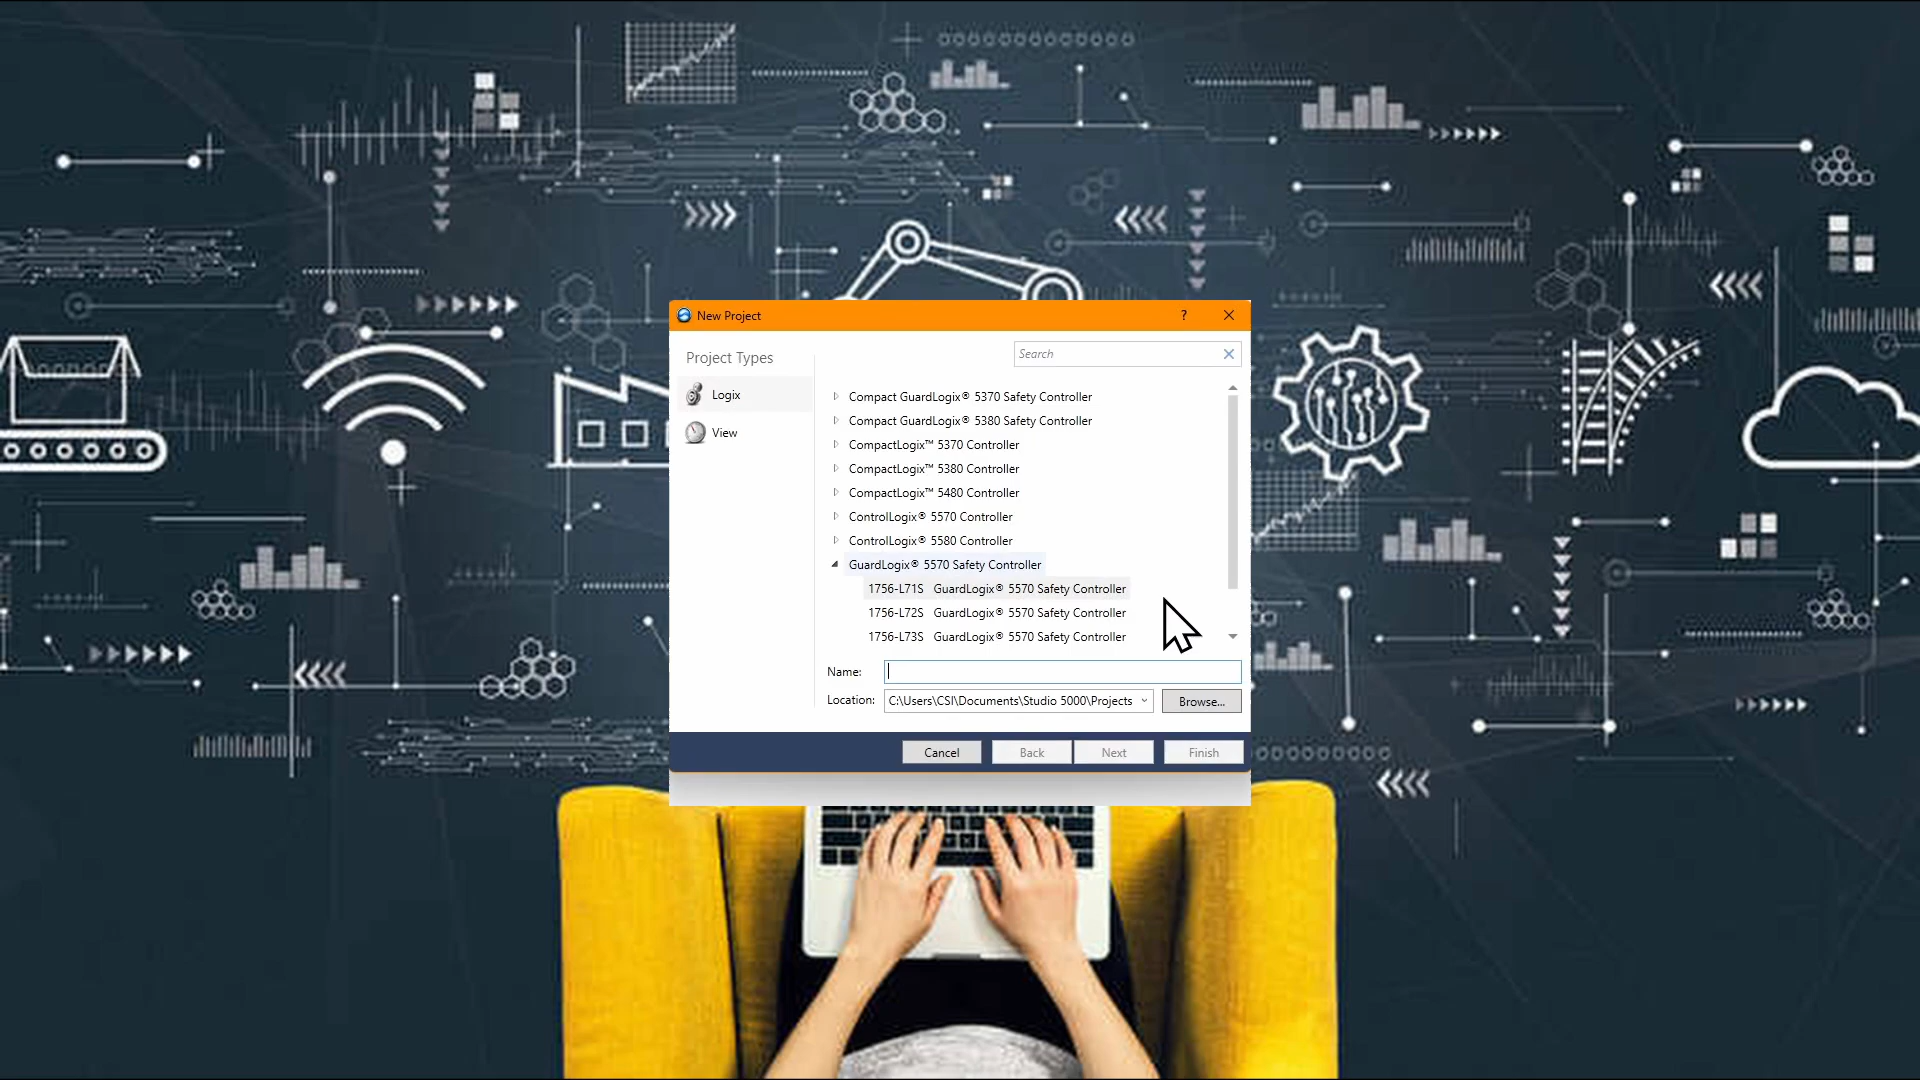 New Project
?
Project Types
Search
Logix
View
Compact GuardLogix® 5370 Safety Controller
Compact GuardLogix® 5380 Safety Controller
CompactLogix™ 5370 Controller
CompactLogix™ 5380 Controller
CompactLogix™ 5480 Controller
ControlLogix® 5570 Controller
ControlLogix® 5580 Controller
GuardLogix® 5570 Safety Controller
1756-L71S GuardLogix® 5570 Safety Controller
1756-L72S GuardLogix® 5570 Safety Controller
1756-L73S GuardLogix® 5570 Safety Controller
Name:
Location: C:\Users\CSI\Documents\Studio 5000\Projects Browse...
Cancel Back Next Finish